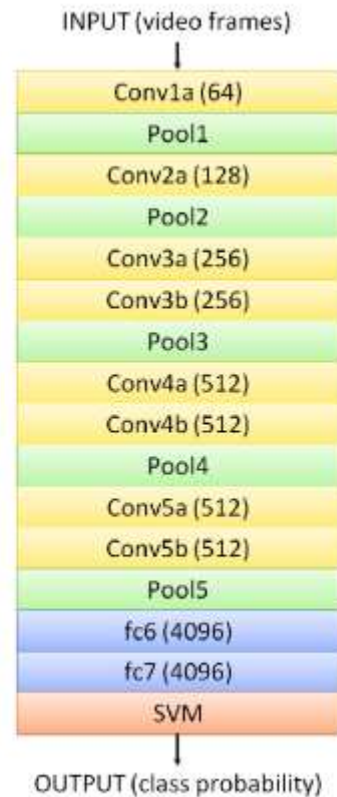 INPUT (video frames)
Conv1a (64)
Pool1
Conv2a (128)
Pool2
Conv3a (256)
Conv3b (256)
Pool3
Conv4a (512)
Conv4b (512)
Pool4
Conv5a (512)
Conv5b (512)
Pool5
fc6 (4096)
fc7 (4096)
SVM
OUTPUT (class probability)